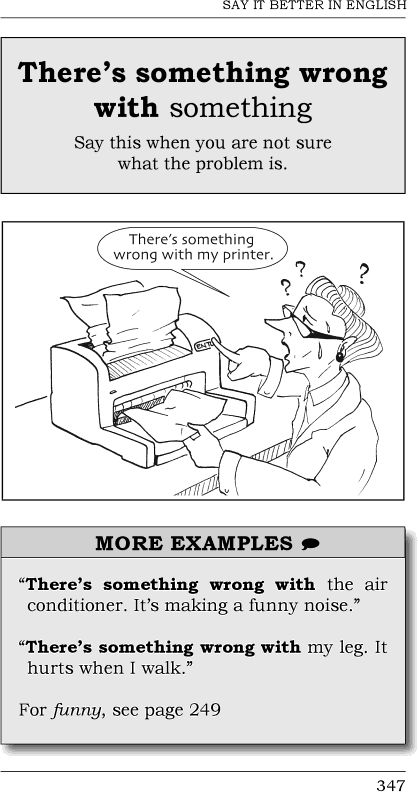 SAY IT BETTER IN ENGLISH
There's something wrong
with something
Say this when you are not sure
what the problem is.
There's something
wrong with my printer.
? ? ? ?
MORE EXAMPLES
“There's something wrong with the air
conditioner. It's making a funny noise.”
“There's something wrong with my leg. It
hurts when I walk.”
For funny, see page 249
347